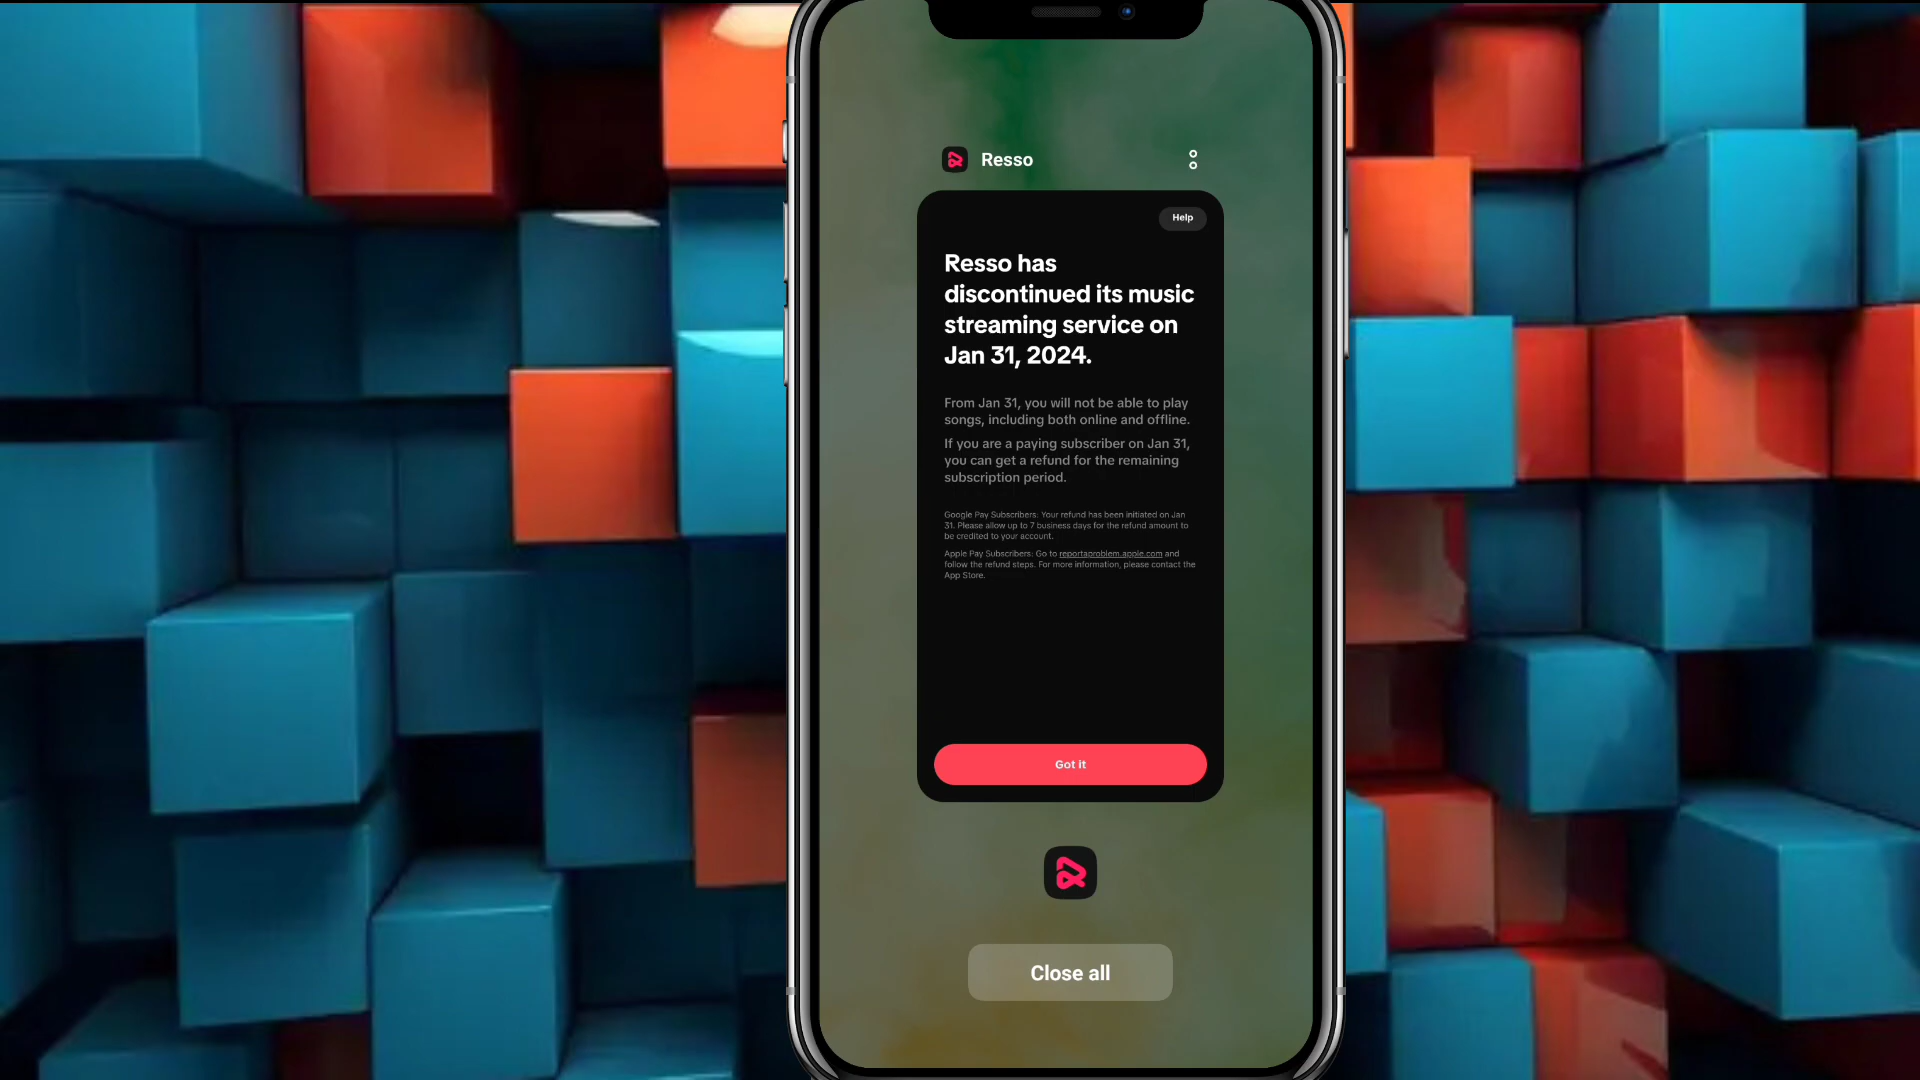 Resso
Help
Resso has
discontinued its music
streaming service on
Jan 31, 2024.
From Jan 31, you will not be able to play
songs, including both online and offline.
If you are a paying subscriber on Jan 31,
you can get a refund for the remaining
subscription period.
Google Pay Subscribers: Your refund has been initiated on Jan
31. Please allow up to 7 business days for the refund amount to
be credited to your account.
Apple Pay Subscribers: Go to reportaproblem.apple.com and
follow the refund steps. For more information, please contact the
App Store.
Got it
Close all